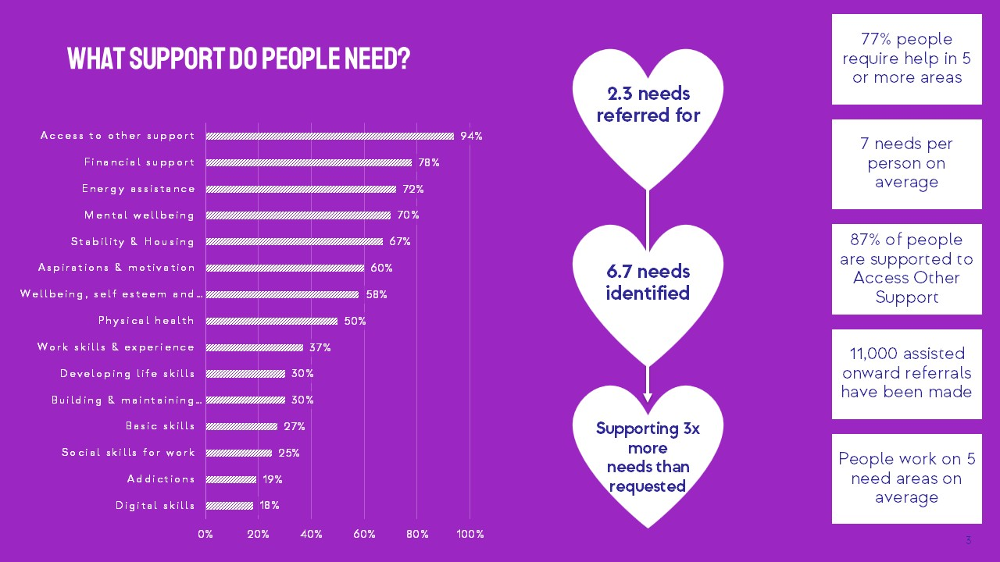 WHAT SUPPORT DO PEOPLE NEED?
Access to other support 94%
Financial support 78%
Energy assistance 72%
Mental wellbeing 70%
Stability & Housing 67%
Aspirations & motivation 60%
Wellbeing, self esteem and… 58%
Physical health 50%
Work skills & experience 37%
Developing life skills 30%
Building & maintaining… 30%
Basic skills 27%
Social skills for work 25%
Addictions 19%
Digital skills 18%
0% 20% 40% 60% 80% 100%
2.3 needs
referred for
6.7 needs
identified
Supporting 3x
more
needs than
requested
77% people
require help in 5
or more areas
7 needs per
person on
average
87% of people
are supported to
Access Other
Support
11,000 assisted
onward referrals
have been made
People work on 5
need areas on
average
3